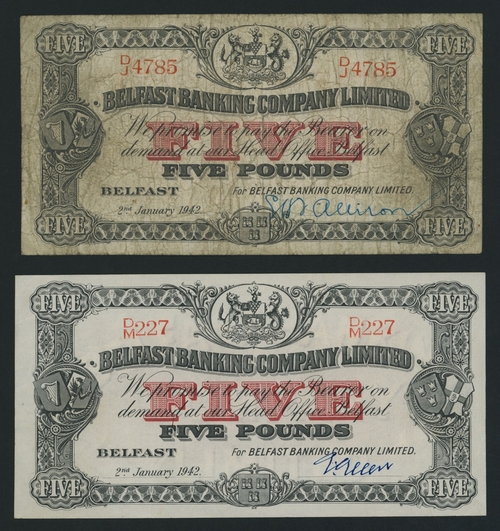 FIVE FIVE
D/J 4785 D/J 4785
BELFAST BANKING COMPANY LIMITED
We promise to pay the Bearer on
demand at our Head Office Belfast
FIVE
FIVE POUNDS
BELFAST For BELFAST BANKING COMPANY LIMITED.
2nd January 1942.
FIVE FIVE
FIVE FIVE
D/M 227 D/M 227
BELFAST BANKING COMPANY LIMITED
We promise to pay the Bearer on
demand at our Head Office Belfast
FIVE
FIVE POUNDS
BELFAST For BELFAST BANKING COMPANY LIMITED.
2nd January 1942.
FIVE FIVE